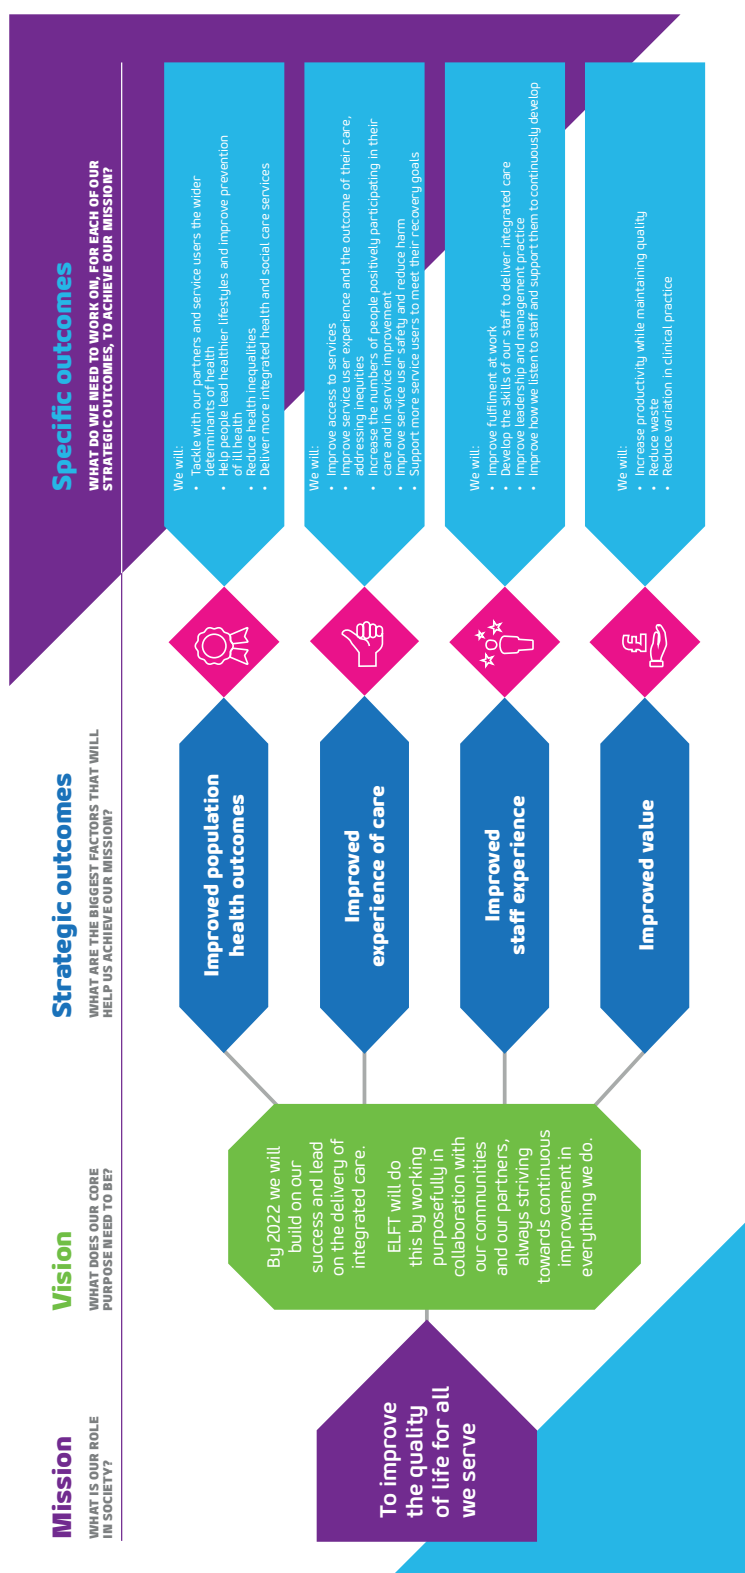 Mission
WHAT IS OUR ROLE
IN SOCIETY?
To improve
the quality
of life for all
we serve
Vision
WHAT DOES OUR CORE
PURPOSE NEED TO BE?
By 2022 we will
build on our
success and lead
on the delivery of
integrated care.
ELFT will do
this by working
purposefully in
collaboration with
our communities
and our partners,
always striving
towards continuous
improvement in
everything we do.
Strategic outcomes
WHAT ARE THE BIGGEST FACTORS THAT WILL
HELP US ACHIEVE OUR MISSION?
Improved population
health outcomes
Improved
experience of care
Improved
staff experience
Improved value
Specific outcomes
WHAT DO WE NEED TO WORK ON, FOR EACH OF OUR
STRATEGIC OUTCOMES, TO ACHIEVE OUR MISSION?
We will:
• Tackle with our partners and service users the wider
determinants of health
• Help people lead healthier lifestyles and improve prevention
of ill health
• Reduce health inequalities
• Deliver more integrated health and social care services
We will:
• Improve access to services
• Improve service user experience and the outcome of their care,
addressing inequities
• Increase the numbers of people positively participating in their
care and in service improvement
• Improve service user safety and reduce harm
• Support more service users to meet their recovery goals
We will:
• Improve fulfilment at work
• Develop the skills of our staff to deliver integrated care
• Improve leadership and management practice
• Improve how we listen to staff and support them to continuously develop
We will:
• Increase productivity while maintaining quality
• Reduce waste
• Reduce variation in clinical practice
£